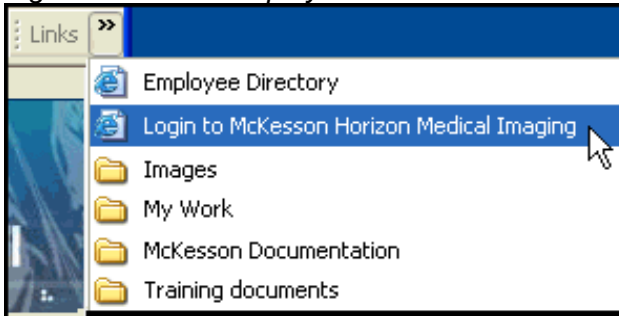 Links »
Employee Directory
Login to McKesson Horizon Medical Imaging
Images
My Work
McKesson Documentation
Training documents